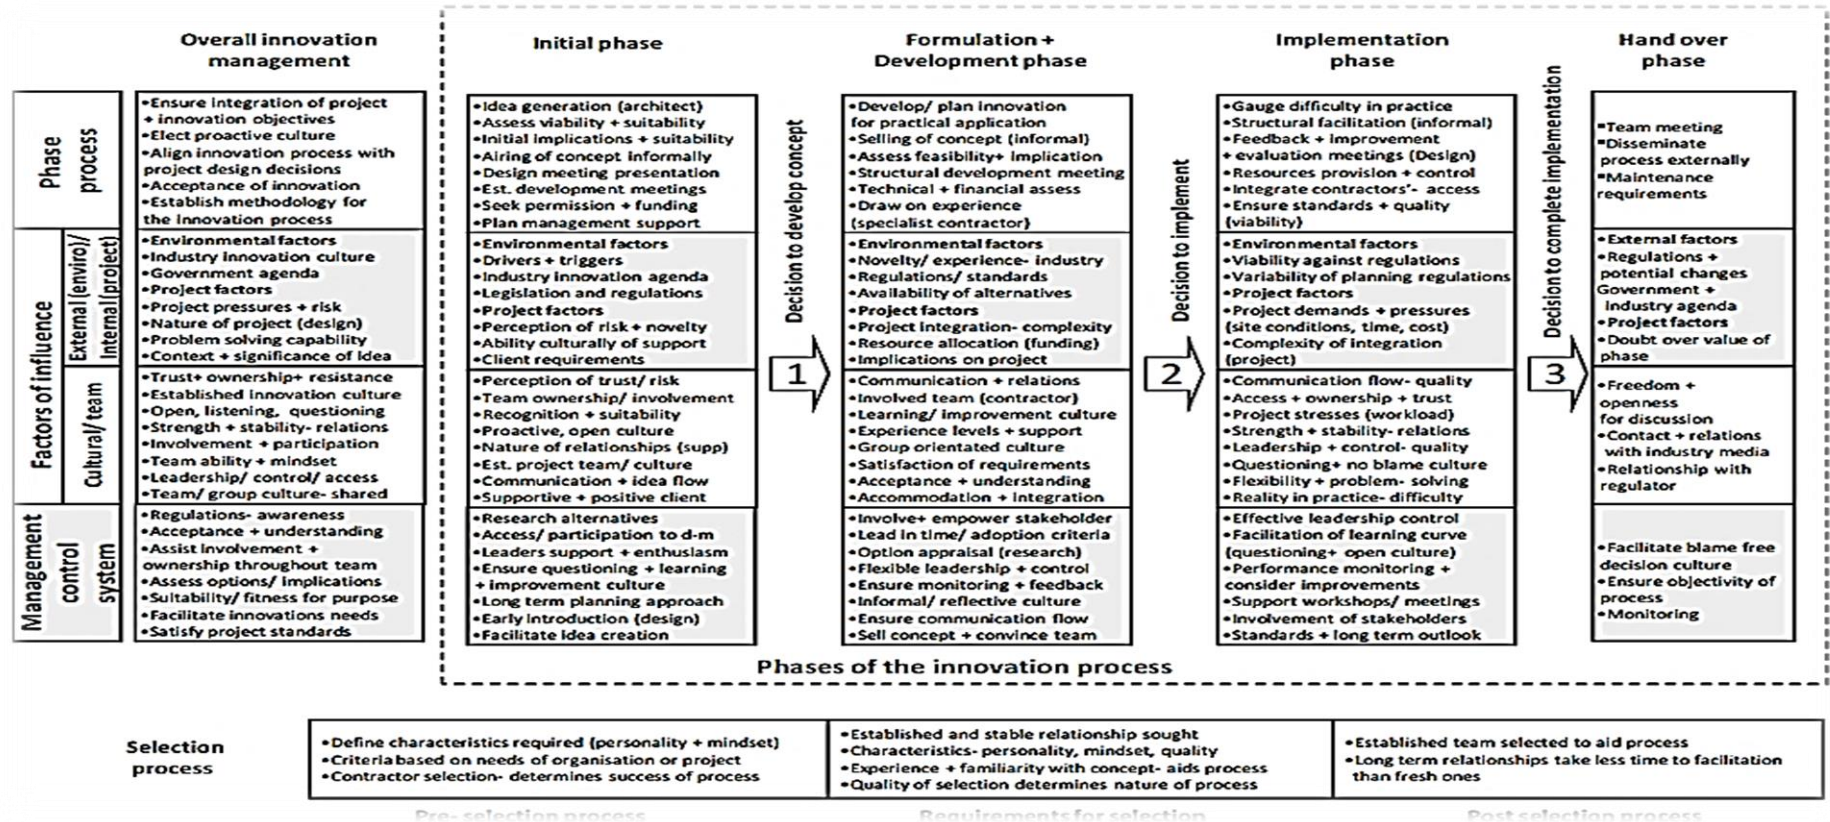 Overall innovation
management
Initial phase
Formulation +
Development phase
Implementation
phase
Hand over
phase
Phase
process
•Ensure integration of project
+ innovation objectives
•Elect proactive culture
•Align innovation process with
project design decisions
•Acceptance of innovation
•Establish methodology for
the innovation process
•Idea generation (architect)
•Assess viability + suitability
•Initial implications + suitability
•Airing of concept informally
•Design meeting presentation
•Est. development meetings
•Seek permission + funding
•Plan management support
•Develop/ plan innovation
for practical application
•Selling of concept (informal)
•Assess feasibility+ implication
•Structural development meeting
•Technical + financial assess
•Draw on experience
(specialist contractor)
•Gauge difficulty in practice
•Structural facilitation (informal)
•Feedback + improvement
+ evaluation meetings (Design)
•Resources provision + control
•Integrate contractors'- access
•Ensure standards + quality
(viability)
▪Team meeting
▪Disseminate
process externally
▪Maintenance
requirements
Factors of influence
External (enviro)/
Internal (project)
•Environmental factors
•Industry innovation culture
•Government agenda
•Project factors
•Project pressures + risk
•Nature of project (design)
•Problem solving capability
•Context + significance of idea
•Environmental factors
•Drivers + triggers
•Industry innovation agenda
•Legislation and regulations
•Project factors
•Perception of risk + novelty
•Ability culturally of support
•Client requirements
•Environmental factors
•Novelty/ experience- industry
•Regulations/ standards
•Availability of alternatives
•Project factors
•Project integration- complexity
•Resource allocation (funding)
•Implications on project
•Environmental factors
•Viability against regulations
•Variability of planning regulations
•Project factors
•Project demands + pressures
(site conditions, time, cost)
•Complexity of integration
(project)
•External factors
•Regulations +
potential changes
Government +
industry agenda
•Project factors
•Doubt over value of
phase
Cultural/ team
•Trust+ ownership+ resistance
•Established innovation culture
•Open, listening, questioning
•Strength + stability- relations
•Involvement + participation
•Team ability + mindset
•Leadership/ control/ access
•Team/ group culture- shared
•Perception of trust/ risk
•Team ownership/ involvement
•Recognition + suitability
•Proactive, open culture
•Nature of relationships (supp)
•Est. project team/ culture
•Communication + idea flow
•Supportive + positive client
•Communication + relations
•Involved team (contractor)
•Learning/ improvement culture
•Experience levels + support
•Group orientated culture
•Satisfaction of requirements
•Acceptance + understanding
•Accommodation + integration
•Communication flow- quality
•Access + ownership + trust
•Project stresses (workload)
•Strength + stability- relations
•Leadership + control- quality
•Questioning+ no blame culture
•Flexibility + problem- solving
•Reality in practice- difficulty
•Freedom +
openness
for discussion
•Contact + relations
with industry media
•Relationship with
regulator
Management
control
system
•Regulations- awareness
•Acceptance + understanding
•Assist involvement +
ownership throughout team
•Assess options/ implications
•Suitability/ fitness for purpose
•Facilitate innovations needs
•Satisfy project standards
•Research alternatives
•Access/ participation to d-m
•Leaders support + enthusiasm
•Ensure questioning + learning
+ improvement culture
•Long term planning approach
•Early introduction (design)
•Facilitate idea creation
•Involve+ empower stakeholder
•Lead in time/ adoption criteria
•Option appraisal (research)
•Flexible leadership + control
•Ensure monitoring + feedback
•Informal/ reflective culture
•Ensure communication flow
•Sell concept + convince team
•Effective leadership control
•Facilitation of learning curve
(questioning+ open culture)
•Performance monitoring +
consider improvements
•Support workshops/ meetings
•Involvement of stakeholders
•Standards + long term outlook
•Facilitate blame free
decision culture
•Ensure objectivity of
process
•Monitoring
Decision to develop concept
1
Decision to implement
2
Decision to complete implementation
3
Phases of the innovation process
Selection
process
•Define characteristics required (personality + mindset)
•Criteria based on needs of organisation or project
•Contractor selection- determines success of process
•Established and stable relationship sought
•Characteristics- personality, mindset, quality
•Experience + familiarity with concept- aids process
•Quality of selection determines nature of process
•Established team selected to aid process
•Long term relationships take less time to facilitation
than fresh ones
Pre- selection process
Requirements for selection
Post selection process